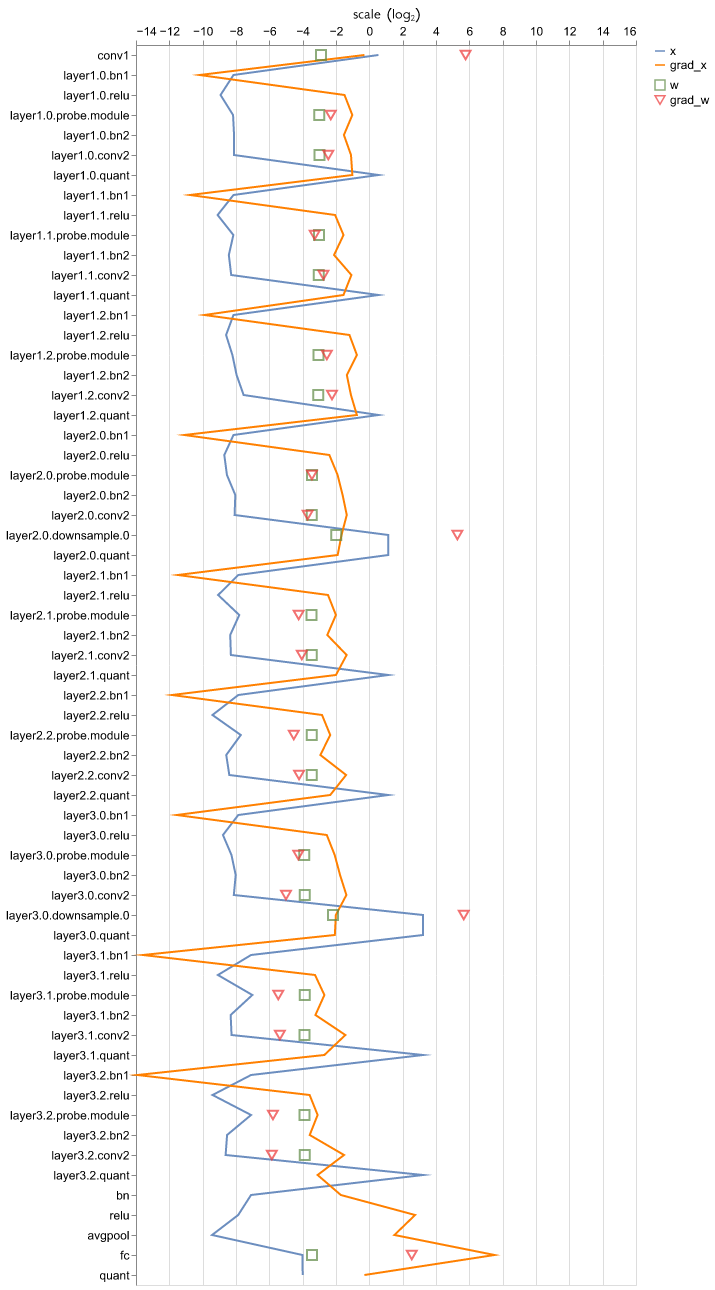 scale (log₂)
−14 −12 −10 −8 −6 −4 −2 0 2 4 6 8 10 12 14 16
x
grad_x
w
grad_w
conv1
layer1.0.bn1
layer1.0.relu
layer1.0.probe.module
layer1.0.bn2
layer1.0.conv2
layer1.0.quant
layer1.1.bn1
layer1.1.relu
layer1.1.probe.module
layer1.1.bn2
layer1.1.conv2
layer1.1.quant
layer1.2.bn1
layer1.2.relu
layer1.2.probe.module
layer1.2.bn2
layer1.2.conv2
layer1.2.quant
layer2.0.bn1
layer2.0.relu
layer2.0.probe.module
layer2.0.bn2
layer2.0.conv2
layer2.0.downsample.0
layer2.0.quant
layer2.1.bn1
layer2.1.relu
layer2.1.probe.module
layer2.1.bn2
layer2.1.conv2
layer2.1.quant
layer2.2.bn1
layer2.2.relu
layer2.2.probe.module
layer2.2.bn2
layer2.2.conv2
layer2.2.quant
layer3.0.bn1
layer3.0.relu
layer3.0.probe.module
layer3.0.bn2
layer3.0.conv2
layer3.0.downsample.0
layer3.0.quant
layer3.1.bn1
layer3.1.relu
layer3.1.probe.module
layer3.1.bn2
layer3.1.conv2
layer3.1.quant
layer3.2.bn1
layer3.2.relu
layer3.2.probe.module
layer3.2.bn2
layer3.2.conv2
layer3.2.quant
bn
relu
avgpool
fc
quant